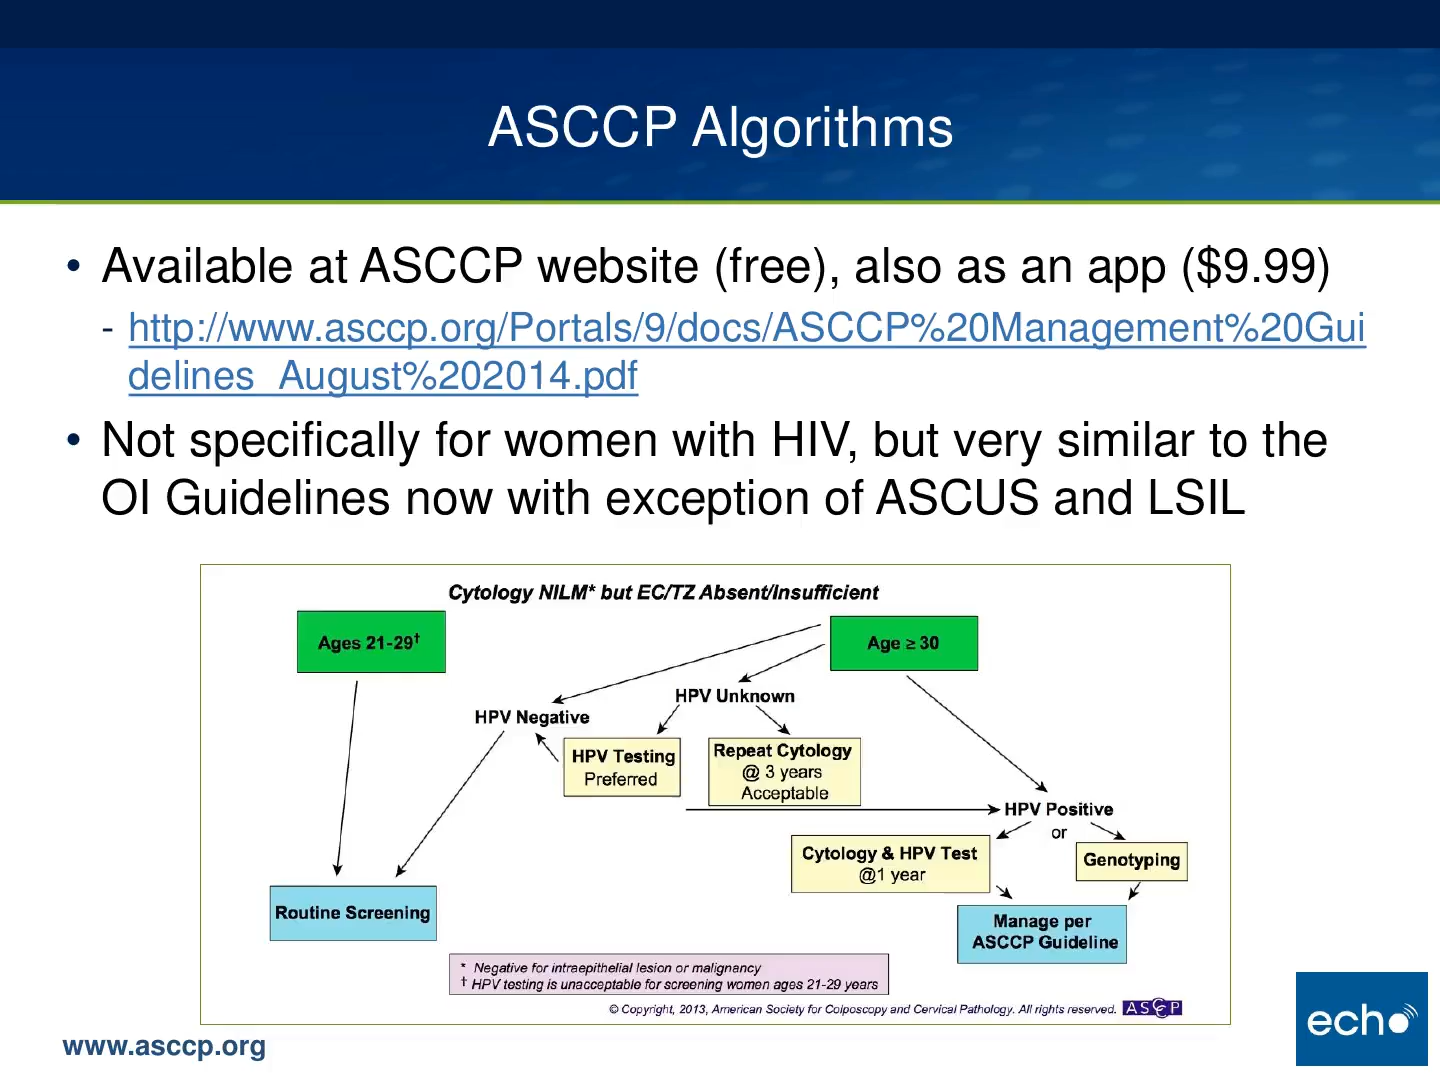 ASCCP Algorithms
• Available at ASCCP website (free), also as an app ($9.99)
- http://www.asccp.org/Portals/9/docs/ASCCP%20Management%20Gui
delines_August%202014.pdf
• Not specifically for women with HIV, but very similar to the
OI Guidelines now with exception of ASCUS and LSIL
Cytology NILM* but EC/TZ Absent/Insufficient
Ages 21-29†
Age ≥ 30
HPV Unknown
HPV Negative
HPV Testing
Preferred
Repeat Cytology
@ 3 years
Acceptable
HPV Positive
or
Cytology & HPV Test
@1 year
Genotyping
Routine Screening
Manage per
ASCCP Guideline
* Negative for intraepithelial lesion or malignancy
† HPV testing is unacceptable for screening women ages 21-29 years
© Copyright, 2013, American Society for Colposcopy and Cervical Pathology. All rights reserved. ASCCP
echo
www.asccp.org